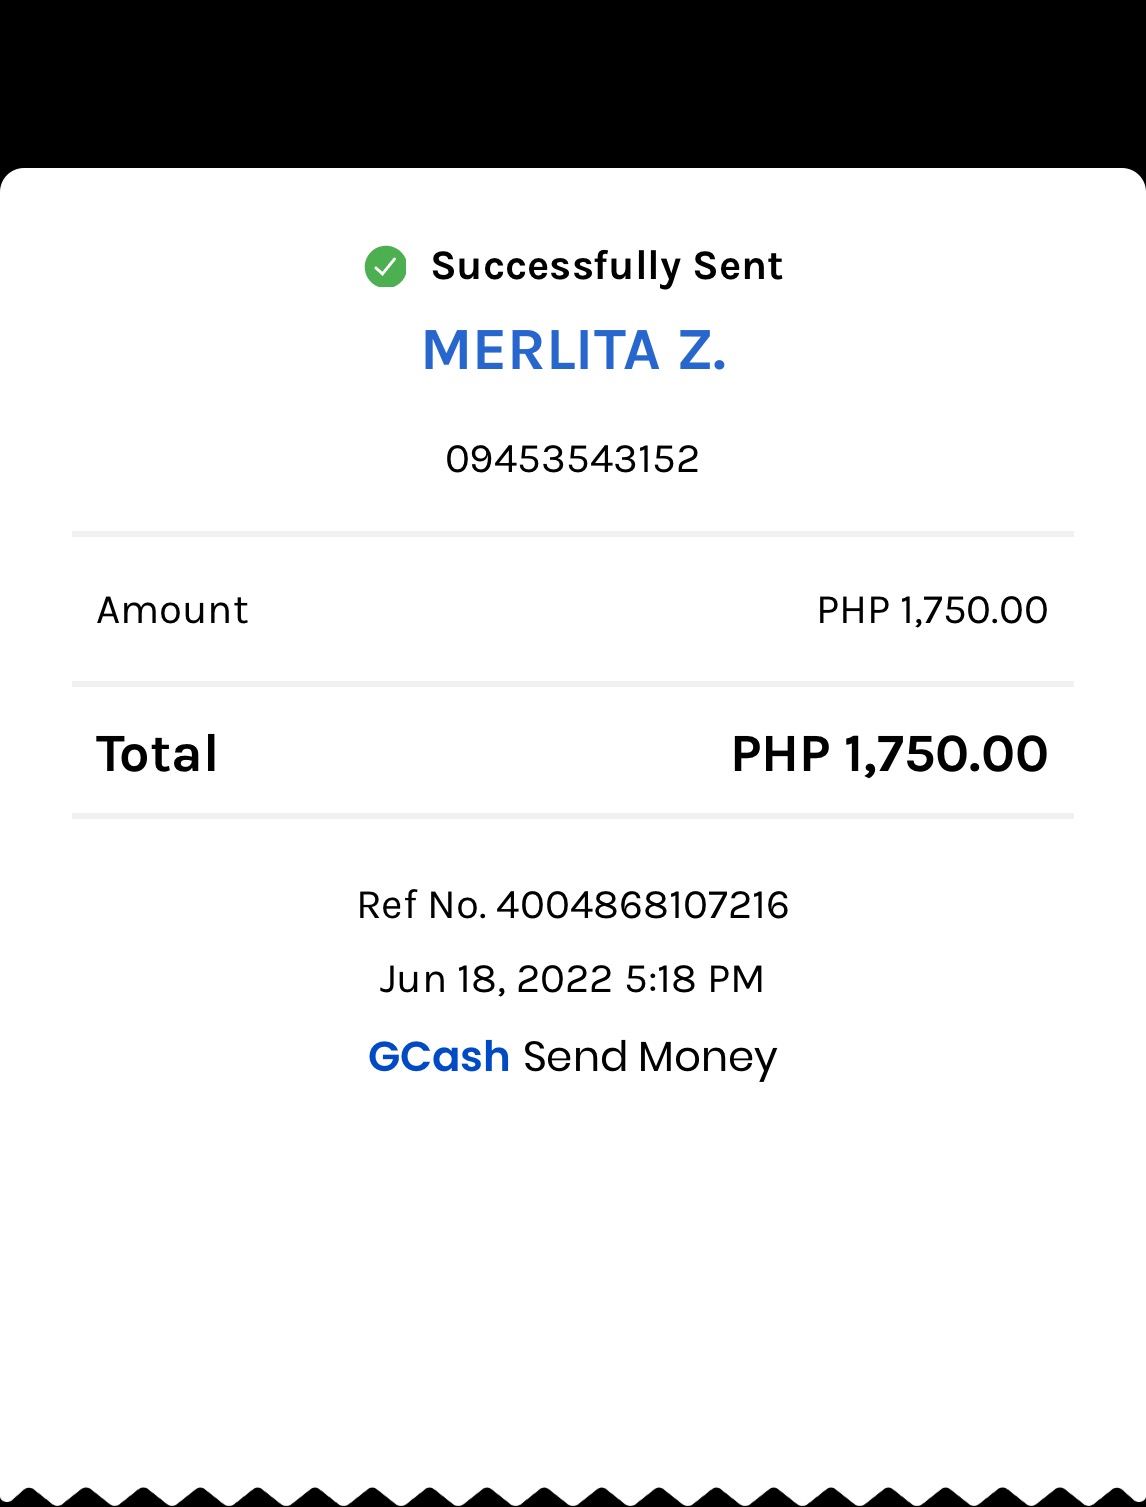 Successfully Sent
MERLITA Z.
09453543152
Amount PHP 1,750.00
Total PHP 1,750.00
Ref No. 4004868107216
Jun 18, 2022 5:18 PM
GCash Send Money